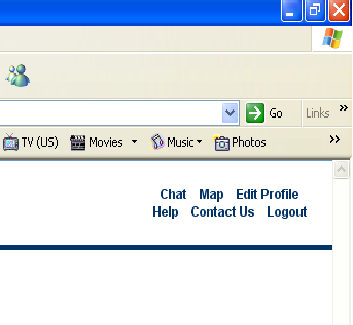 Go Links »
TV (US) Movies Music Photos »
Chat Map Edit Profile
Help Contact Us Logout